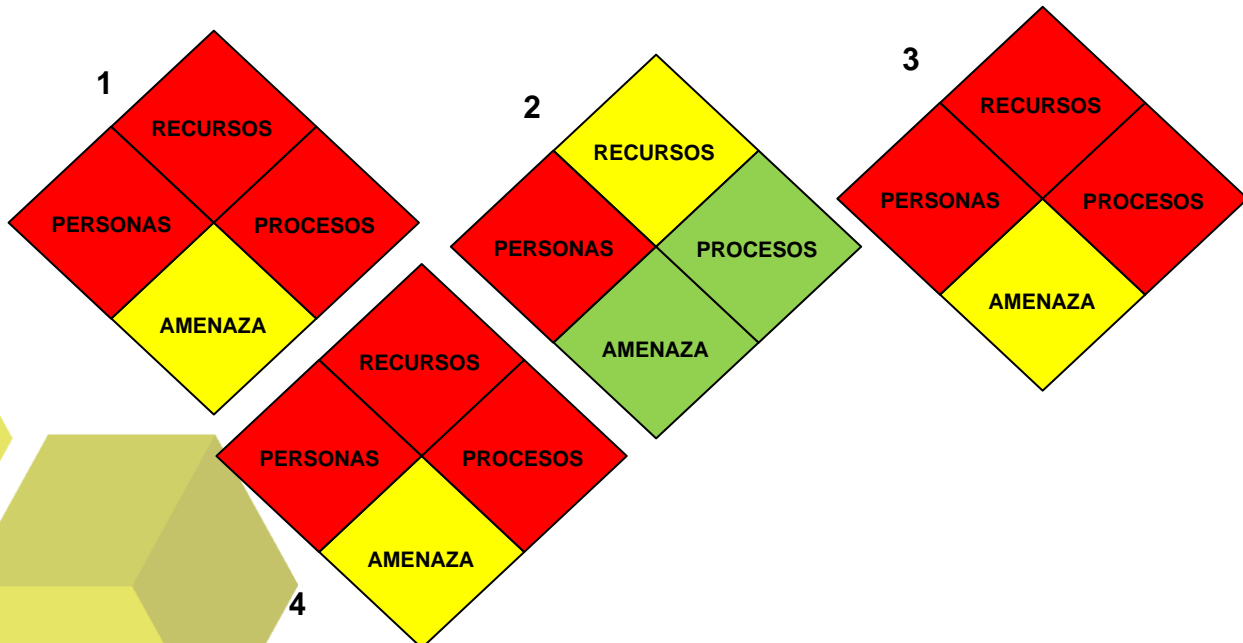 1
RECURSOS
PERSONAS
PROCESOS
AMENAZA
2
RECURSOS
PERSONAS
PROCESOS
AMENAZA
3
RECURSOS
PERSONAS
PROCESOS
AMENAZA
4
RECURSOS
PERSONAS
PROCESOS
AMENAZA